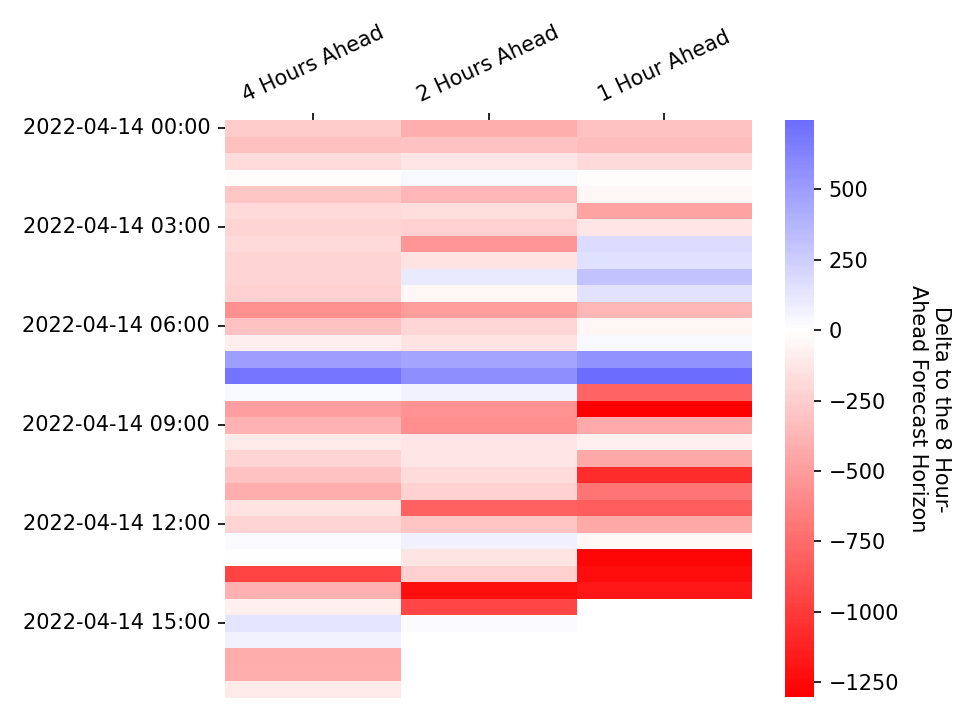 4 Hours Ahead
2 Hours Ahead
1 Hour Ahead
2022-04-14 00:00
2022-04-14 03:00
2022-04-14 06:00
2022-04-14 09:00
2022-04-14 12:00
2022-04-14 15:00
500
250
0
−250
−500
−750
−1000
−1250
Delta to the 8 Hour-
Ahead Forecast Horizon